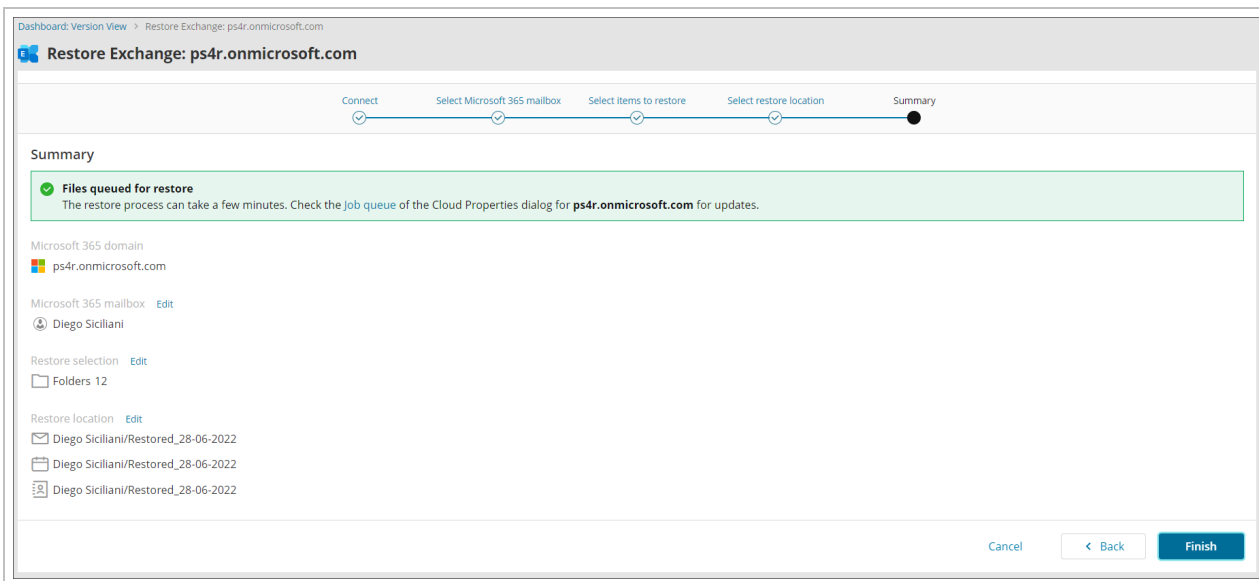 Dashboard: Version View > Restore Exchange: ps4r.onmicrosoft.com
E Restore Exchange: ps4r.onmicrosoft.com
Connect Select Microsoft 365 mailbox Select items to restore Select restore location Summary
Summary
Files queued for restore
The restore process can take a few minutes. Check the Job queue of the Cloud Properties dialog for ps4r.onmicrosoft.com for updates.
Microsoft 365 domain
ps4r.onmicrosoft.com
Microsoft 365 mailbox Edit
Diego Siciliani
Restore selection Edit
Folders 12
Restore location Edit
Diego Siciliani/Restored_28-06-2022
Diego Siciliani/Restored_28-06-2022
Diego Siciliani/Restored_28-06-2022
Cancel < Back Finish